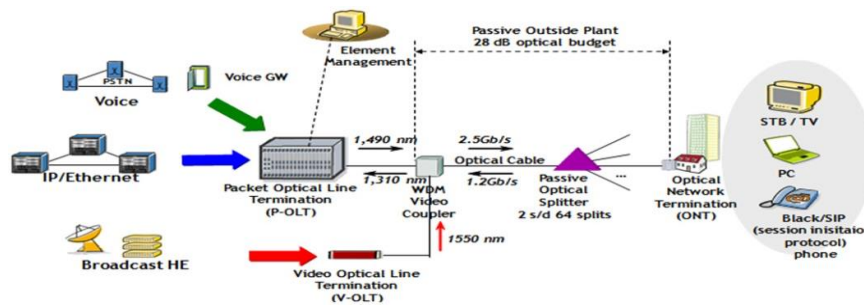 Element
Management
Passive Outside Plant
28 dB optical budget
Voice GW
PSTN
Voice
1,490 nm
2.5Gb/s
STB / TV
IP/Ethernet
Optical Cable
1,310 nm
1.2Gb/s
Packet Optical Line
Termination
(P-OLT)
WDM
Video
Coupler
Passive
Optical
Splitter
2 s/d 64 splits
...
Optical
Network
Termination
(ONT)
PC
Black/SIP
(session inisitaio
protocol)
phone
1550 nm
Broadcast HE
Video Optical Line
Termination
(V-OLT)